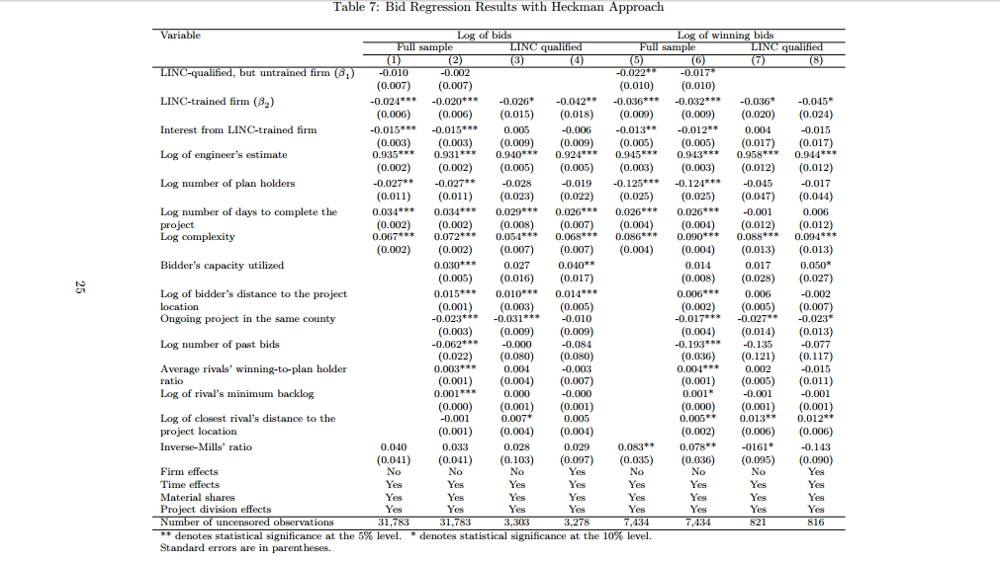 Table 7: Bid Regression Results with Heckman Approach
Variable Log of bids Log of winning bids
Full sample LINC qualified Full sample LINC qualified
(1) (2) (3) (4) (5) (6) (7) (8)
LINC-qualified, but untrained firm (β1) -0.010 -0.002 -0.022** -0.017*
(0.007) (0.007) (0.010) (0.010)
LINC-trained firm (β2) -0.024*** -0.020*** -0.026* -0.042** -0.036*** -0.032*** -0.036* -0.045*
(0.006) (0.006) (0.015) (0.018) (0.009) (0.009) (0.020) (0.024)
Interest from LINC-trained firm -0.015*** -0.015*** 0.005 -0.006 -0.013** -0.012** 0.004 -0.015
(0.003) (0.003) (0.009) (0.009) (0.005) (0.005) (0.017) (0.017)
Log of engineer's estimate 0.935*** 0.931*** 0.940*** 0.924*** 0.945*** 0.943*** 0.958*** 0.944***
(0.002) (0.002) (0.005) (0.005) (0.003) (0.003) (0.012) (0.012)
Log number of plan holders -0.027** -0.027** -0.028 -0.019 -0.125*** -0.124*** -0.045 -0.017
(0.011) (0.011) (0.023) (0.022) (0.025) (0.025) (0.047) (0.044)
Log number of days to complete the 0.034*** 0.034*** 0.029*** 0.026*** 0.026*** 0.026*** -0.001 0.006
project (0.002) (0.002) (0.008) (0.007) (0.004) (0.004) (0.012) (0.012)
Log complexity 0.067*** 0.072*** 0.054*** 0.068*** 0.086*** 0.090*** 0.088*** 0.094***
(0.002) (0.002) (0.007) (0.007) (0.004) (0.004) (0.013) (0.013)
Bidder's capacity utilized 0.030*** 0.027 0.040** 0.014 0.017 0.050*
(0.005) (0.016) (0.017) (0.008) (0.028) (0.027)
Log of bidder's distance to the project 0.015*** 0.010*** 0.014*** 0.006*** 0.006 -0.002
location (0.001) (0.003) (0.005) (0.002) (0.005) (0.007)
Ongoing project in the same county -0.023*** -0.031*** -0.010 -0.017*** -0.027** -0.023*
(0.003) (0.009) (0.009) (0.004) (0.014) (0.013)
Log number of past bids -0.062*** -0.000 -0.084 -0.193*** -0.135 -0.077
(0.022) (0.080) (0.080) (0.036) (0.121) (0.117)
Average rivals' winning-to-plan holder 0.003*** 0.004 -0.003 0.004*** 0.002 -0.015
ratio (0.001) (0.004) (0.007) (0.001) (0.005) (0.011)
Log of rival's minimum backlog 0.001*** 0.000 -0.000 0.001* -0.001 -0.001
(0.000) (0.001) (0.001) (0.000) (0.001) (0.001)
Log of closest rival's distance to the -0.001 0.007* 0.005 0.005** 0.013** 0.012**
project location (0.001) (0.004) (0.004) (0.002) (0.006) (0.006)
Inverse-Mills' ratio 0.040 0.033 0.028 0.029 0.083** 0.078** -0161* -0.143
(0.041) (0.041) (0.103) (0.097) (0.035) (0.036) (0.095) (0.090)
Firm effects No No No Yes No No No Yes
Time effects Yes Yes Yes Yes Yes Yes Yes Yes
Material shares Yes Yes Yes Yes Yes Yes Yes Yes
Project division effects Yes Yes Yes Yes Yes Yes Yes Yes
Number of uncensored observations 31,783 31,783 3,303 3,278 7,434 7,434 821 816
** denotes statistical significance at the 5% level. * denotes statistical significance at the 10% level.
Standard errors are in parentheses.
25